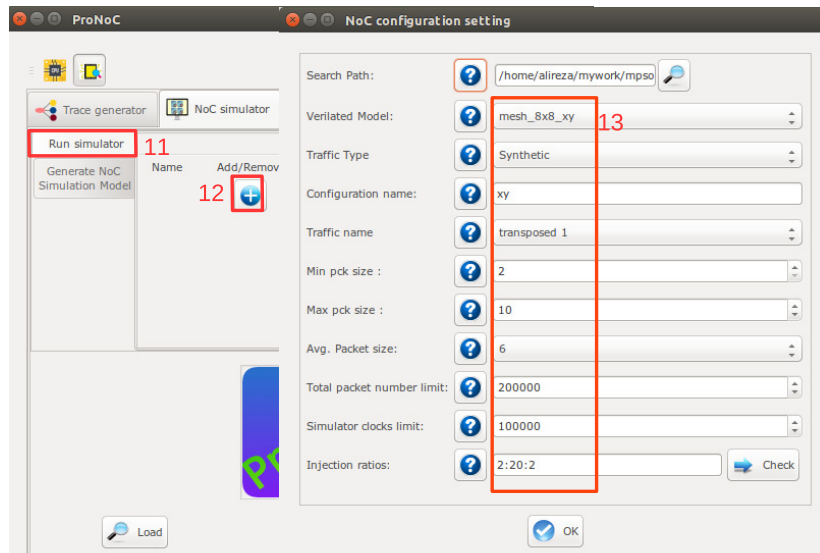 ProNoC
Trace generator
NoC simulator
Run simulator
11
Generate NoC
Simulation Model
Name
Add/Remov
12
Load
NoC configuration setting
Search Path:
/home/alireza/mywork/mpso
Verilated Model:
mesh_8x8_xy
13
Traffic Type
Synthetic
Configuration name:
xy
Traffic name
transposed 1
Min pck size :
2
Max pck size :
10
Avg. Packet size:
6
Total packet number limit:
200000
Simulator clocks limit:
100000
Injection ratios:
2:20:2
Check
OK